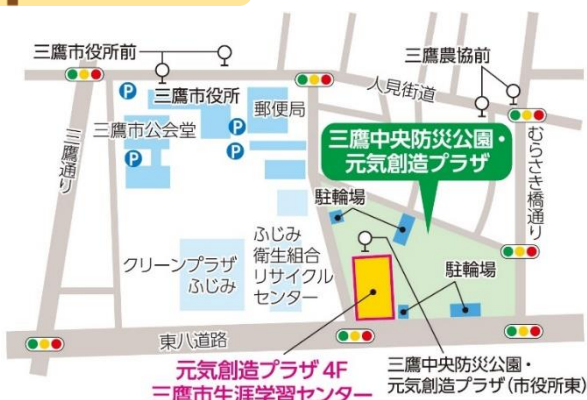 三鷹市役所前
三鷹農協前
P
三鷹市役所
人見街道
郵便局
三鷹市公会堂
P
P
P
三鷹通り
三鷹中央防災公園・
元気創造プラザ
むらさき橋通り
駐輪場
ふじみ
衛生組合
リサイクル
センター
クリーンプラザ
ふじみ
駐輪場
東八道路
元気創造プラザ 4F
三鷹市生涯学習センター
三鷹中央防災公園・
元気創造プラザ(市役所東)